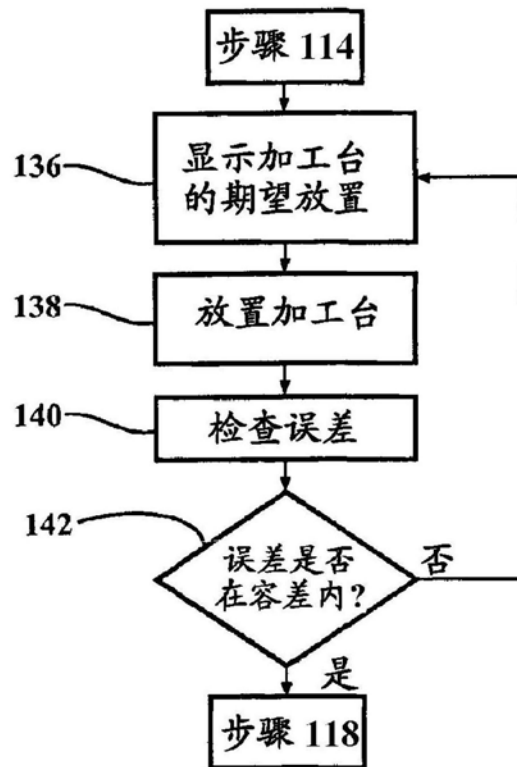 步骤 114
136
显示加工台
的期望放置
138
放置加工台
140
检查误差
142
误差是否
在容差内?
否
是
步骤 118